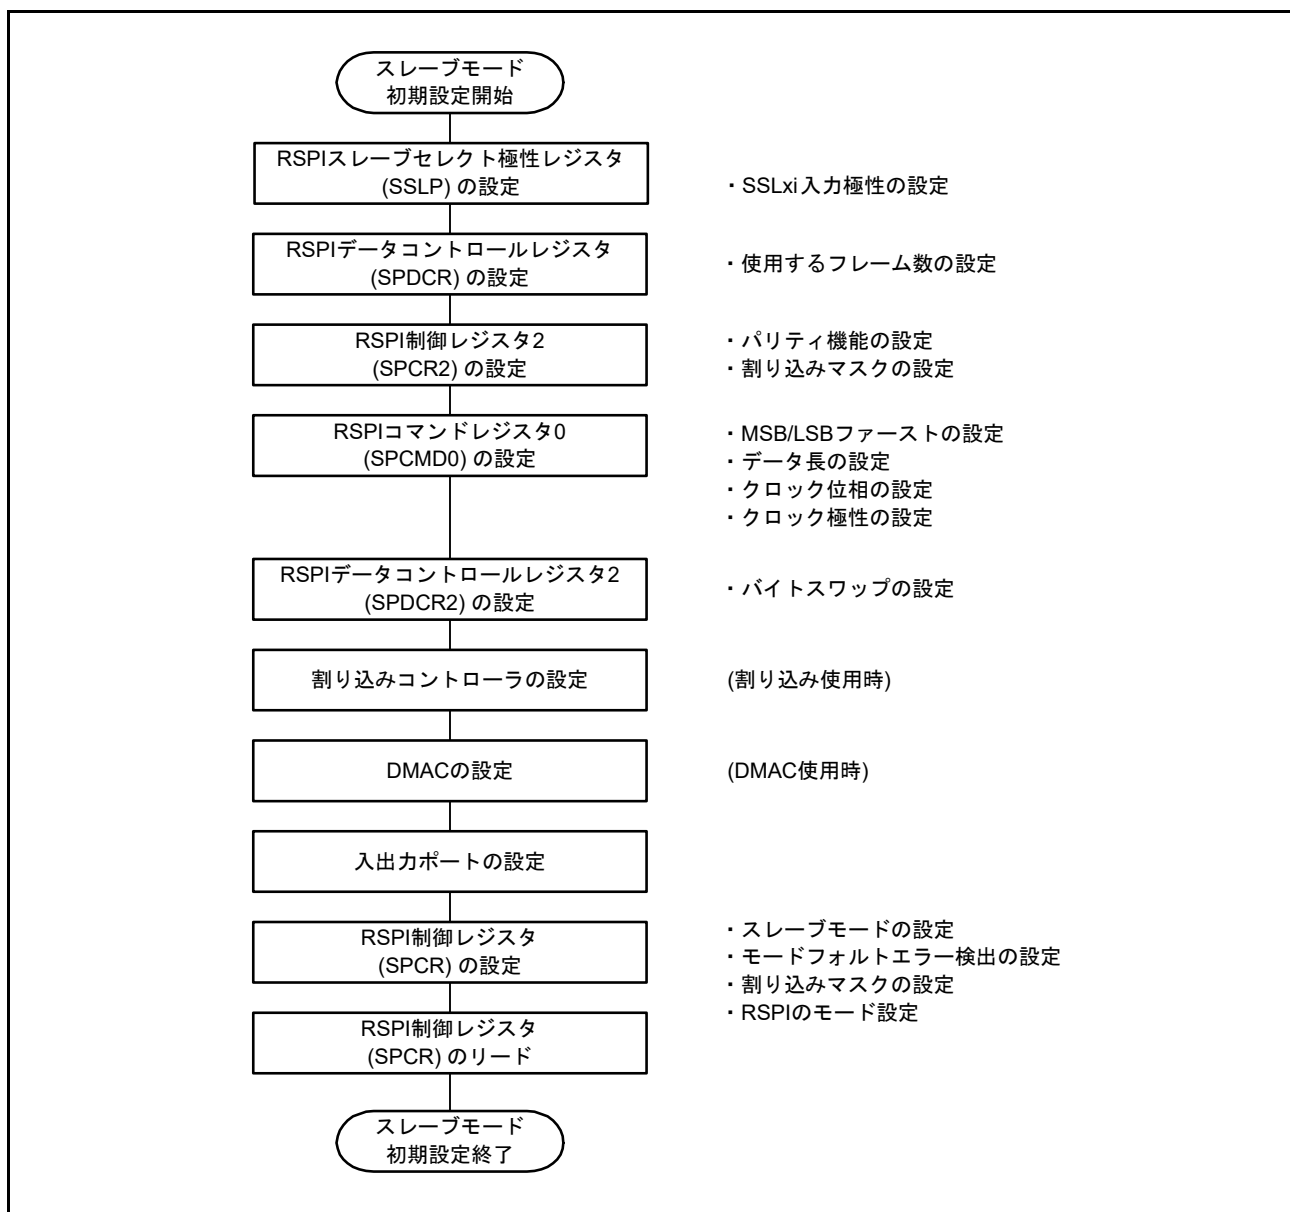 スレーブモード
初期設定開始
RSPIスレーブセレクト極性レジスタ
(SSLP) の設定
・SSLxi入力極性の設定
RSPIデータコントロールレジスタ
(SPDCR) の設定
・使用するフレーム数の設定
RSPI制御レジスタ2
(SPCR2) の設定
・パリティ機能の設定
・割り込みマスクの設定
RSPIコマンドレジスタ0
(SPCMD0) の設定
・MSB/LSBファーストの設定
・データ長の設定
・クロック位相の設定
・クロック極性の設定
RSPIデータコントロールレジスタ2
(SPDCR2) の設定
・バイトスワップの設定
割り込みコントローラの設定
(割り込み使用時)
DMACの設定
(DMAC使用時)
入出力ポートの設定
RSPI制御レジスタ
(SPCR) の設定
・スレーブモードの設定
・モードフォルトエラー検出の設定
・割り込みマスクの設定
・RSPIのモード設定
RSPI制御レジスタ
(SPCR) のリード
スレーブモード
初期設定終了